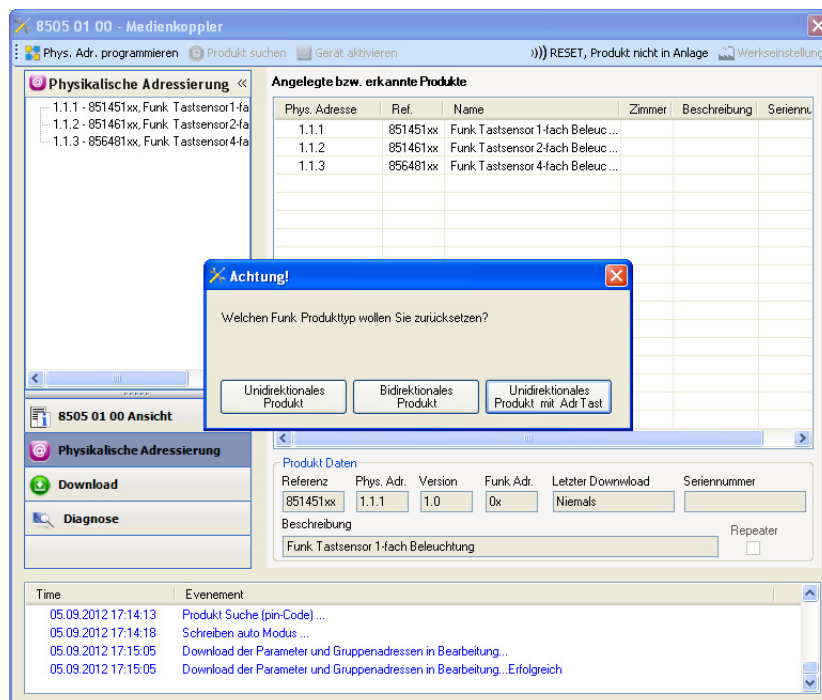 8505 01 00 - Medienkoppler
Phys. Adr. programmieren Produkt suchen Gerät aktivieren RESET, Produkt nicht in Anlage Werkseinstellung
Physikalische Adressierung «
1.1.1 - 851451xx, Funk Tastsensor1-fa
1.1.2 - 851461xx, Funk Tastsensor2-fa
1.1.3 - 856481xx, Funk Tastsensor4-fa
Angelegte bzw. erkannte Produkte
Phys. Adresse Ref. Name Zimmer Beschreibung Seriennu
1.1.1 851451xx Funk Tastsensor 1-fach Beleuc ...
1.1.2 851461xx Funk Tastsensor 2-fach Beleuc ...
1.1.3 856481xx Funk Tastsensor 4-fach Beleuc ...
Achtung!
Welchen Funk Produkttyp wollen Sie zurücksetzen?
Unidirektionales
Produkt
Bidirektionales
Produkt
Unidirektionales
Produkt mit Adr Tast
8505 01 00 Ansicht
Physikalische Adressierung
Download
Diagnose
Produkt Daten
Referenz Phys. Adr. Version Funk Adr. Letzter Downwload Seriennummer
851451xx 1.1.1 1.0 0x Niemals
Beschreibung
Repeater
Funk Tastsensor 1-fach Beleuchtung
Time Evenement
05.09.2012 17:14:13 Produkt Suche (pin-Code) ...
05.09.2012 17:14:18 Schreiben auto Modus ...
05.09.2012 17:15:05 Download der Parameter und Gruppenadressen in Bearbeitung...
05.09.2012 17:15:05 Download der Parameter und Gruppenadressen in Bearbeitung...Erfolgreich